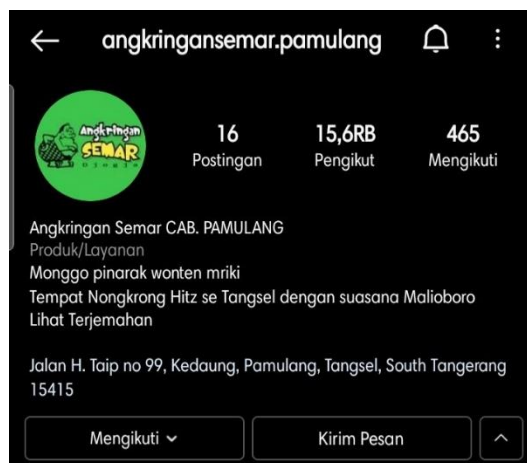 angkringansemar.pamulang
Angkringan
SEMAR
16
15,6RB
465
Postingan
Pengikut
Mengikuti
Angkringan Semar CAB. PAMULANG
Produk/Layanan
Monggo pinarak wonten mriki
Tempat Nongkrong Hitz se Tangsel dengan suasana Malioboro
Lihat Terjemahan
Jalan H. Taip no 99, Kedaung, Pamulang, Tangsel, South Tangerang
15415
Mengikuti
Kirim Pesan